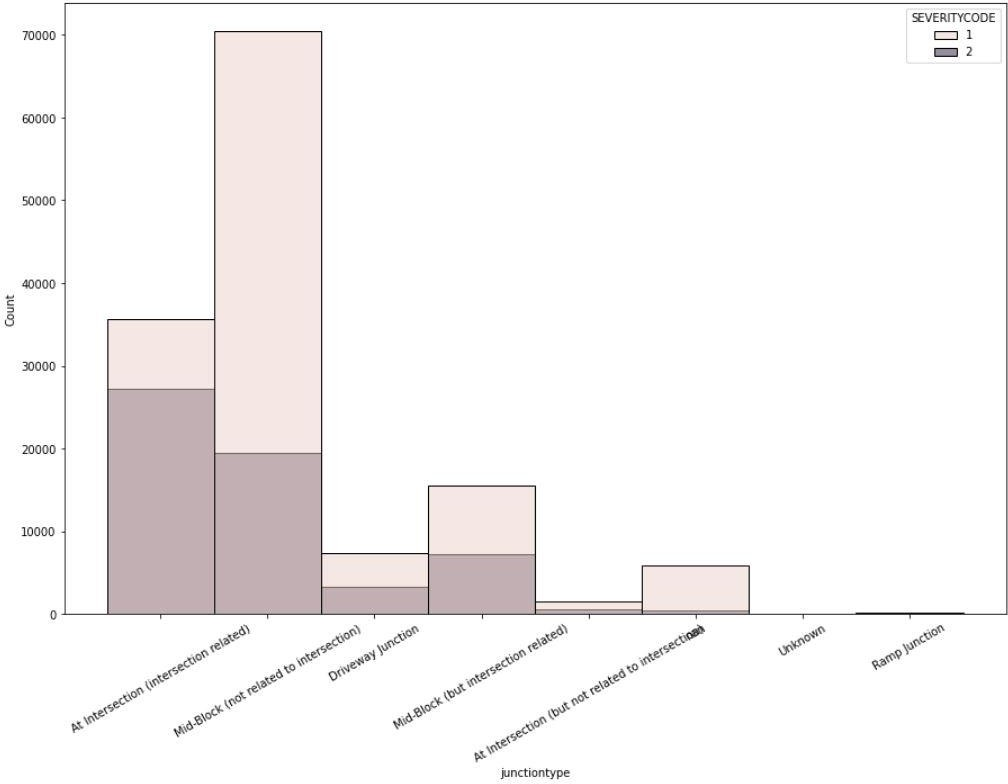 SEVERITYCODE
1
2
70000
60000
50000
40000
30000
20000
10000
0
Count
At Intersection (intersection related)
Mid-Block (not related to intersection)
Driveway Junction
Mid-Block (but intersection related)
At Intersection (but not related to intersection)
nan
Unknown
Ramp Junction
junctiontype